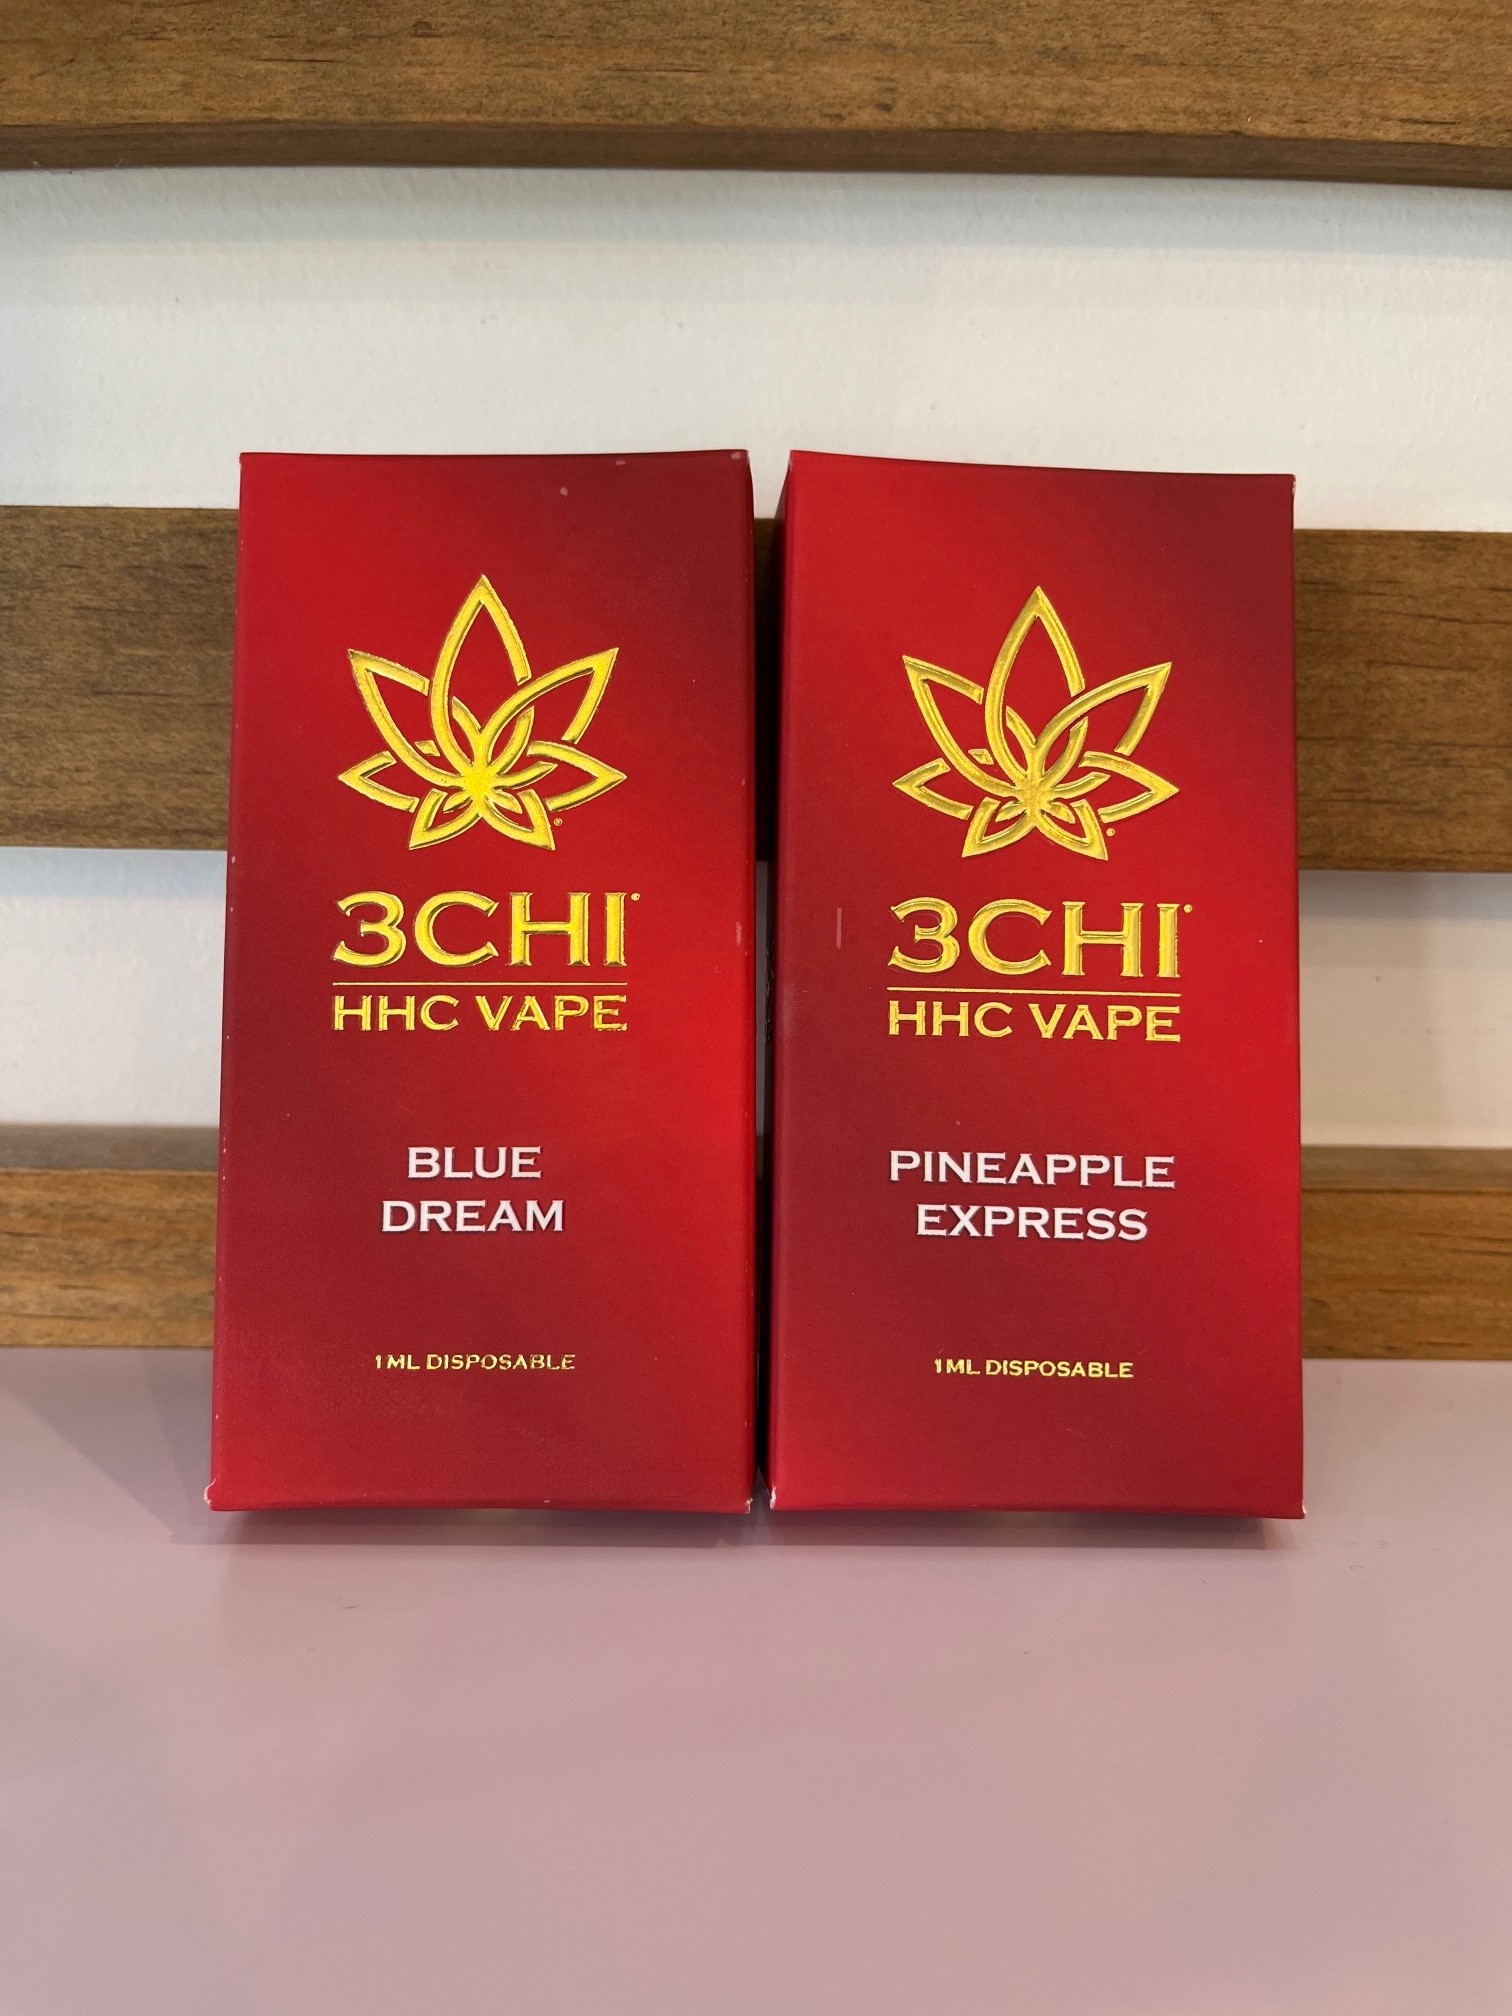 3CHI
HHC VAPE
BLUE
DREAM
1ML DISPOSABLE
3CHI
HHC VAPE
PINEAPPLE
EXPRESS
1ML DISPOSABLE